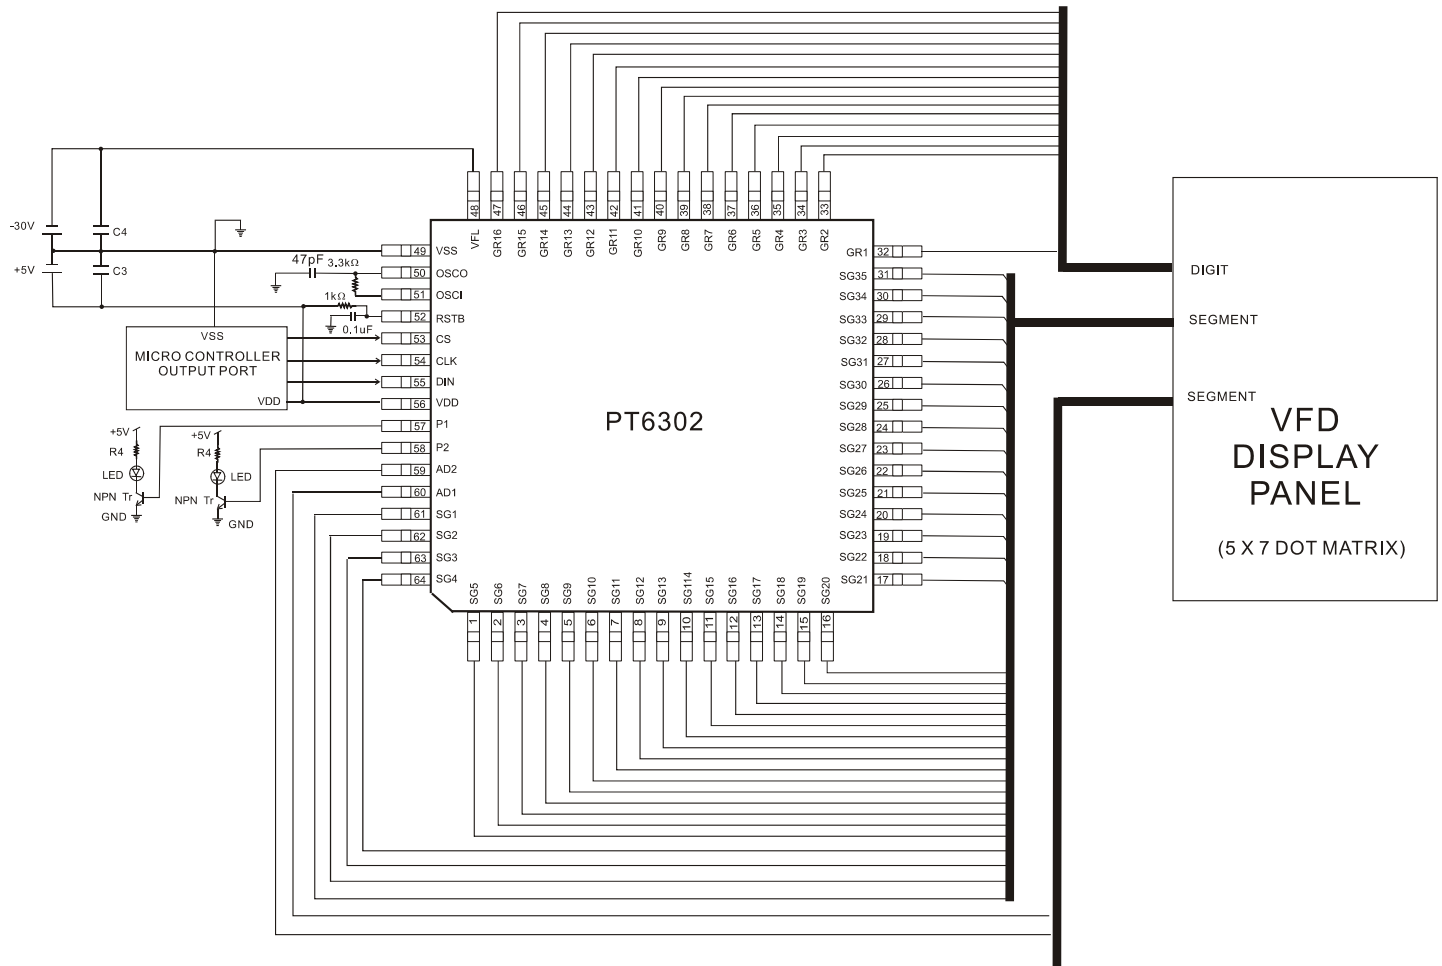 48 47 46 45 44 43 42 41 40 39 38 37 36 35 34 33
VFL GR16 GR15 GR14 GR13 GR12 GR11 GR10 GR9 GR8 GR7 GR6 GR5 GR4 GR3 GR2
-30V
C4
+5V
C3
47pF 3.3kΩ
1kΩ
0.1uF
VSS
MICRO CONTROLLER
OUTPUT PORT
VDD
49 VSS
50 OSCO
51 OSCI
52 RSTB
53 CS
54 CLK
55 DIN
56 VDD
57 P1
58 P2
59 AD2
60 AD1
61 SG1
62 SG2
63 SG3
64 SG4
+5V
R4
LED
NPN Tr
GND
+5V
R4
LED
NPN Tr
GND
PT6302
GR1 32
SG35 31
SG34 30
SG33 29
SG32 28
SG31 27
SG30 26
SG29 25
SG28 24
SG27 23
SG26 22
SG25 21
SG24 20
SG23 19
SG22 18
SG21 17
SG5 SG6 SG7 SG8 SG9 SG10 SG11 SG12 SG13 SG114 SG15 SG16 SG17 SG18 SG19 SG20
1 2 3 4 5 6 7 8 9 10 11 12 13 14 15 16
DIGIT
SEGMENT
SEGMENT
VFD
DISPLAY
PANEL
(5 X 7 DOT MATRIX)